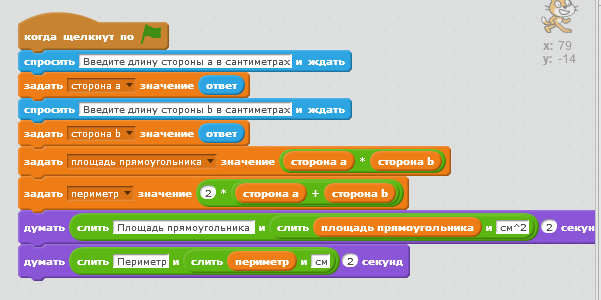 когда щелкнут по
x: 79
y: -14
спросить Введите длину стороны а в сантиметрах и ждать
задать сторона a значение ответ
спросить Введите длину стороны b в сантиметрах и ждать
задать сторона b значение ответ
задать площадь прямоугольника значение сторона a * сторона b
задать периметр значение 2 * сторона a + сторона b
думать слить Площадь прямоугольника и слить площадь прямоугольника и см^2 2 секун
думать слить Периметр и слить периметр и см 2 секунд